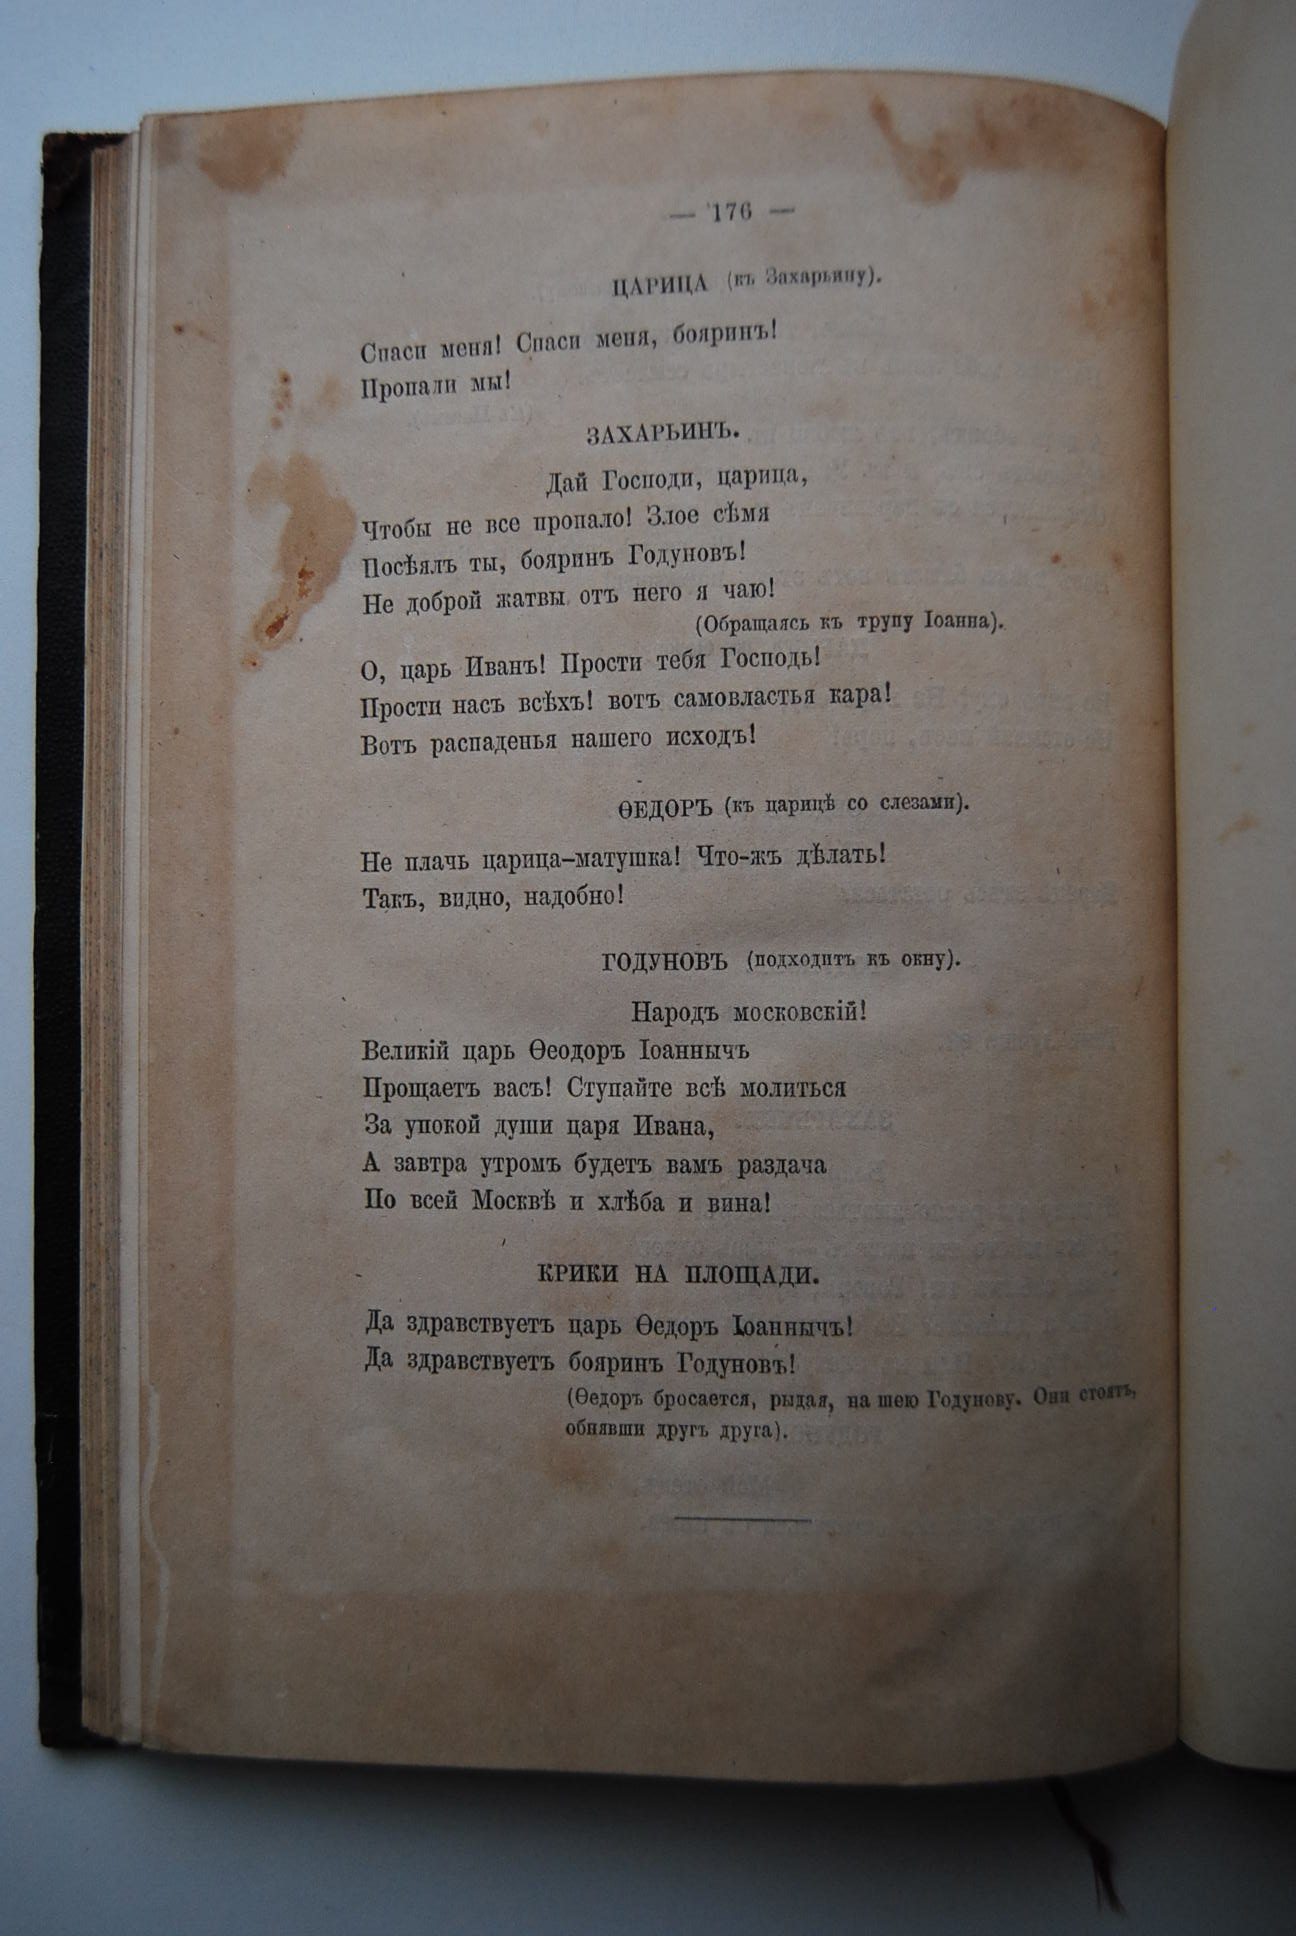 — 176 —
ЦАРИЦА (къ Захарьину).
Спаси меня! Спаси меня, бояринъ!
Пропали мы!
ЗАХАРЬИНЪ.
Дай Господи, царица,
Чтобы не все пропало! Злое сѣмя
Посѣялъ ты, бояринъ Годуновъ!
Не доброй жатвы отъ него я чаю!
(Обращаясь къ трупу Іоанна).
О, царь Иванъ! Прости тебя Господь!
Прости насъ всѣхъ! вотъ самовластья кара!
Вотъ распаденья нашего исходъ!
ѲЕДОРЪ (къ царицѣ со слезами).
Не плачь царица-матушка! Что-жъ дѣлать!
Такъ, видно, надобно!
ГОДУНОВЪ (подходитъ къ окну).
Народъ московскій!
Великій царь Ѳеодоръ Іоаннычъ
Прощаетъ васъ! Ступайте всѣ молиться
За упокой души царя Ивана,
А завтра утромъ будетъ вамъ раздача
По всей Москвѣ и хлѣба и вина!
КРИКИ НА ПЛОЩАДИ.
Да здравствуетъ царь Ѳедоръ Іоаннычъ!
Да здравствуетъ бояринъ Годуновъ!
(Ѳедоръ бросается, рыдая, на шею Годунову. Они стоятъ,
обнявши другъ друга).